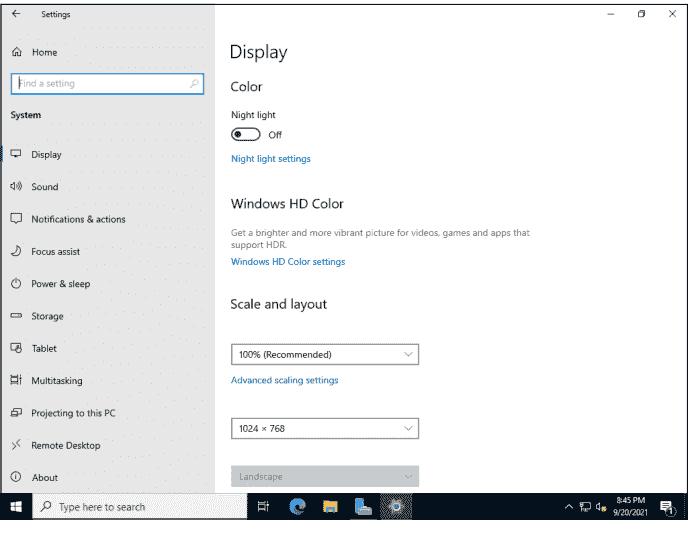 Settings
Home
Find a setting
System
Display
Sound
Notifications & actions
Focus assist
Power & sleep
Storage
Tablet
Multitasking
Projecting to this PC
Remote Desktop
About
Display
Color
Night light
Off
Night light settings
Windows HD Color
Get a brighter and more vibrant picture for videos, games and apps that
support HDR.
Windows HD Color settings
Scale and layout
100% (Recommended)
Advanced scaling settings
1024 × 768
Landscape
Type here to search
8:45 PM
9/20/2021
1